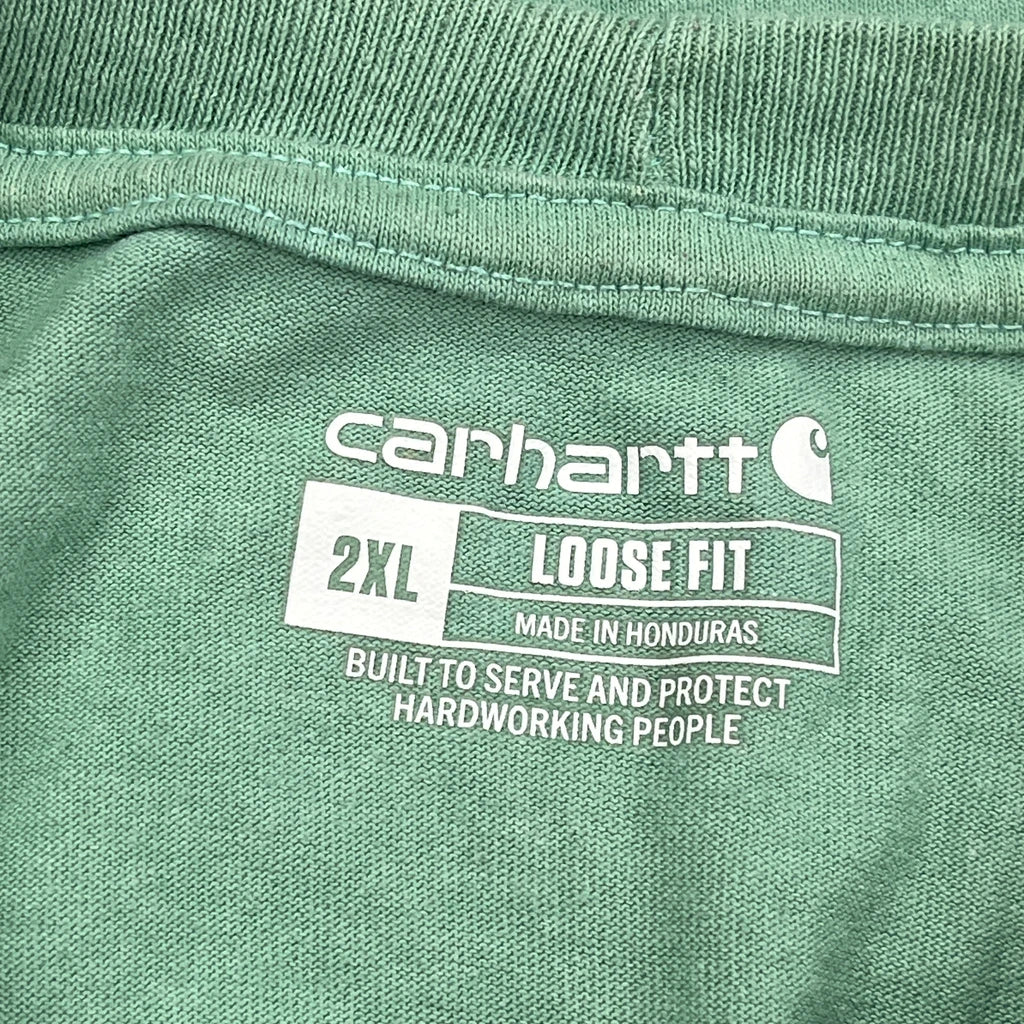 carhartt
2XL
LOOSE FIT
MADE IN HONDURAS
BUILT TO SERVE AND PROTECT
HARDWORKING PEOPLE